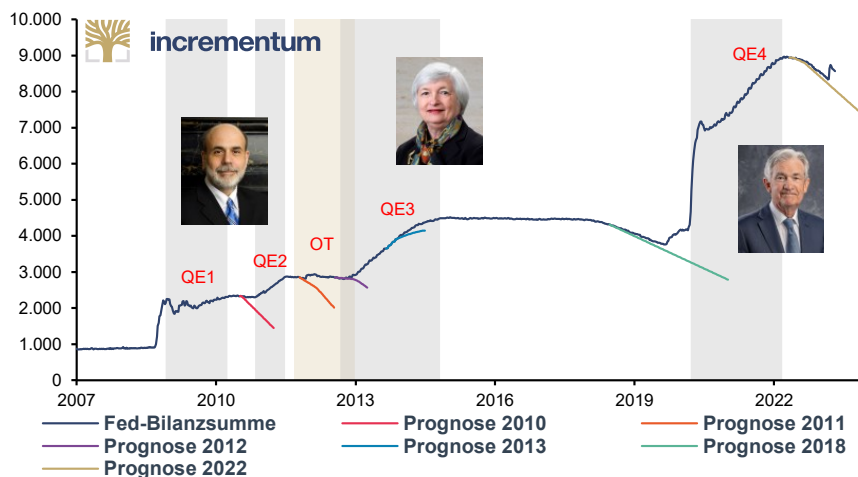 10.000
incrementum
9.000
8.000
7.000
6.000
5.000
4.000
3.000
2.000
1.000
0
QE1
QE2
OT
QE3
QE4
2007 2010 2013 2016 2019 2022
Fed-Bilanzsumme Prognose 2010 Prognose 2011
Prognose 2012 Prognose 2013 Prognose 2018
Prognose 2022